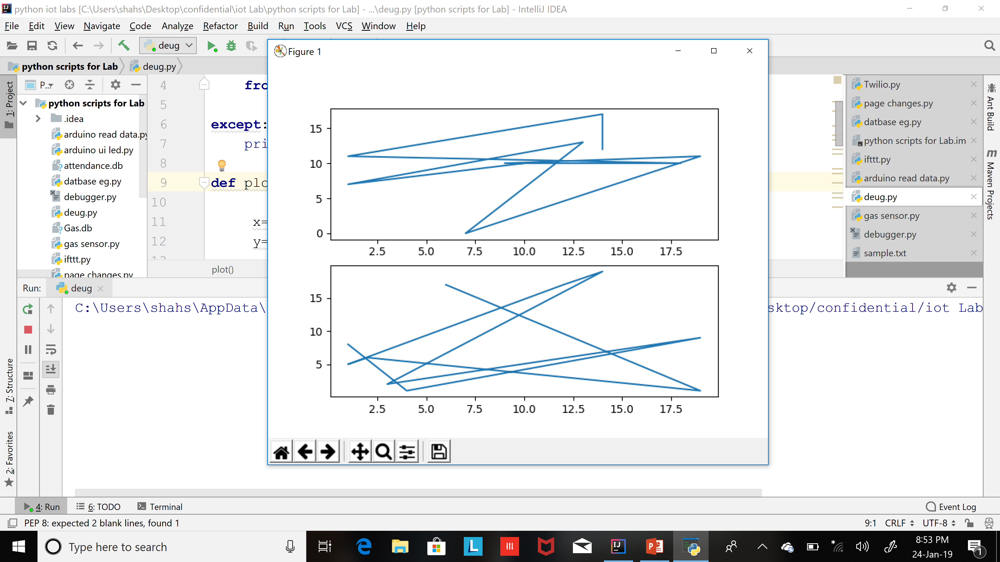 python iot labs [C:\Users\shahs\Desktop\confidential\iot Lab\python scripts for Lab] - ...\deug.py [python scripts for Lab] - IntelliJ IDEA
File Edit View Navigate Code Analyze Refactor Build Run Tools VCS Window Help
deug
python scripts for Lab
deug.py
1: Project
P...
python scripts for Lab
.idea
arduino read data.py
arduino ui led.py
attendance.db
datbase eg.py
debugger.py
deug.py
Gas.db
gas sensor.py
ifttt.py
page changes.py
4 fro
5
6 except:
7 pri
8
9 def plo
10
11 x=
12 y=
13
plot()
Figure 1
15
10
5
0
2.5 5.0 7.5 10.0 12.5 15.0 17.5
15
10
5
2.5 5.0 7.5 10.0 12.5 15.0 17.5
Twilio.py
page changes.py
datbase eg.py
python scripts for Lab.im
ifttt.py
arduino read data.py
deug.py
gas sensor.py
debugger.py
sample.txt
Ant Build
m Maven Projects
Run: deug
C:\Users\shahs\AppData\
sktop/confidential/iot Lab
7: Structure
2: Favorites
4: Run 6: TODO Terminal
Event Log
PEP 8: expected 2 blank lines, found 1
9:1 CRLF UTF-8
Type here to search
8:53 PM
24-Jan-19
1